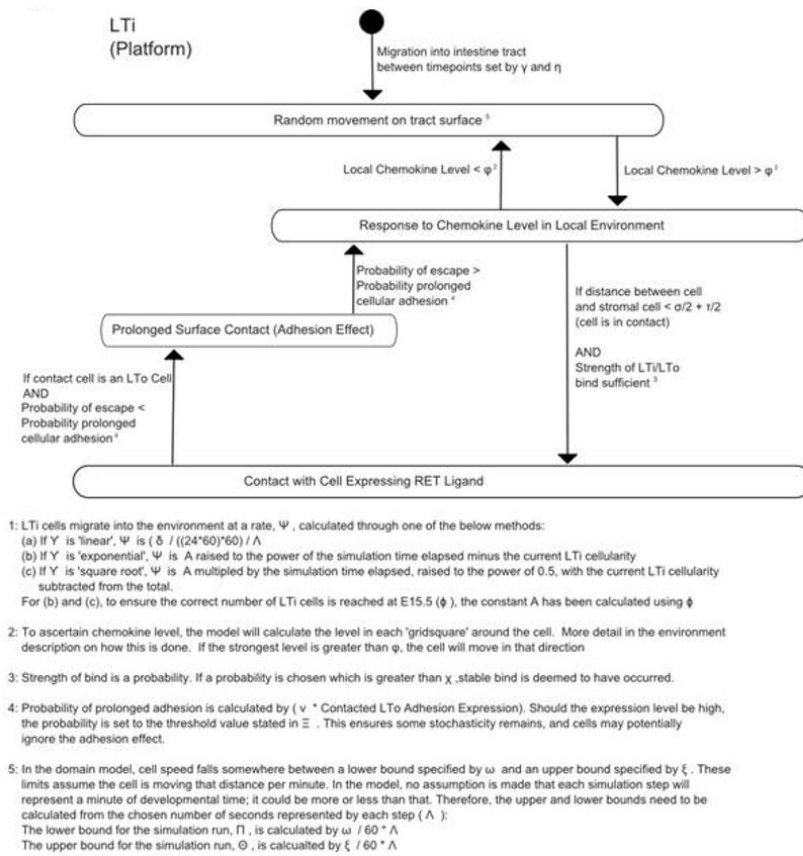 LTi
(Platform)
Migration into intestine tract
between timepoints set by γ and η
Random movement on tract surface ⁵
Local Chemokine Level < φ²
Local Chemokine Level > φ²
Response to Chemokine Level in Local Environment
Probability of escape >
Probability prolonged
cellular adhesion ⁴
If distance between cell
and stromal cell < σ/2 + τ/2
(cell is in contact)
AND
Strength of LTi/LTo
bind sufficient ³
Prolonged Surface Contact (Adhesion Effect)
If contact cell is an LTo Cell
AND
Probability of escape <
Probability prolonged
cellular adhesion ⁴
Contact with Cell Expressing RET Ligand
1: LTi cells migrate into the environment at a rate, Ψ , calculated through one of the below methods:
(a) If Υ is 'linear', Ψ is ( δ / ((24*60)*60) / Λ
(b) If Υ is 'exponential', Ψ is A raised to the power of the simulation time elapsed minus the current LTi cellularity
(c) If Υ is 'square root', Ψ is A multipled by the simulation time elapsed, raised to the power of 0.5, with the current LTi cellularity
subtracted from the total.
For (b) and (c), to ensure the correct number of LTi cells is reached at E15.5 ( ϕ ), the constant A has been calculated using ϕ
2: To ascertain chemokine level, the model will calculate the level in each 'gridsquare' around the cell. More detail in the environment
description on how this is done. If the strongest level is greater than φ, the cell will move in that direction
3: Strength of bind is a probability. If a probability is chosen which is greater than χ ,stable bind is deemed to have occurred.
4: Probability of prolonged adhesion is calculated by ( ν * Contacted LTo Adhesion Expression). Should the expression level be high,
the probability is set to the threshold value stated in Ξ . This ensures some stochasticity remains, and cells may potentially
ignore the adhesion effect.
5: In the domain model, cell speed falls somewhere between a lower bound specified by ω and an upper bound specified by ξ . These
limits assume the cell is moving that distance per minute. In the model, no assumption is made that each simulation step will
represent a minute of developmental time; it could be more or less than that. Therefore, the upper and lower bounds need to be
calculated from the chosen number of seconds represented by each step ( Λ ):
The lower bound for the simulation run, Π , is calculated by ω / 60 * Λ
The upper bound for the simulation run, Θ , is calcualted by ξ / 60 * Λ